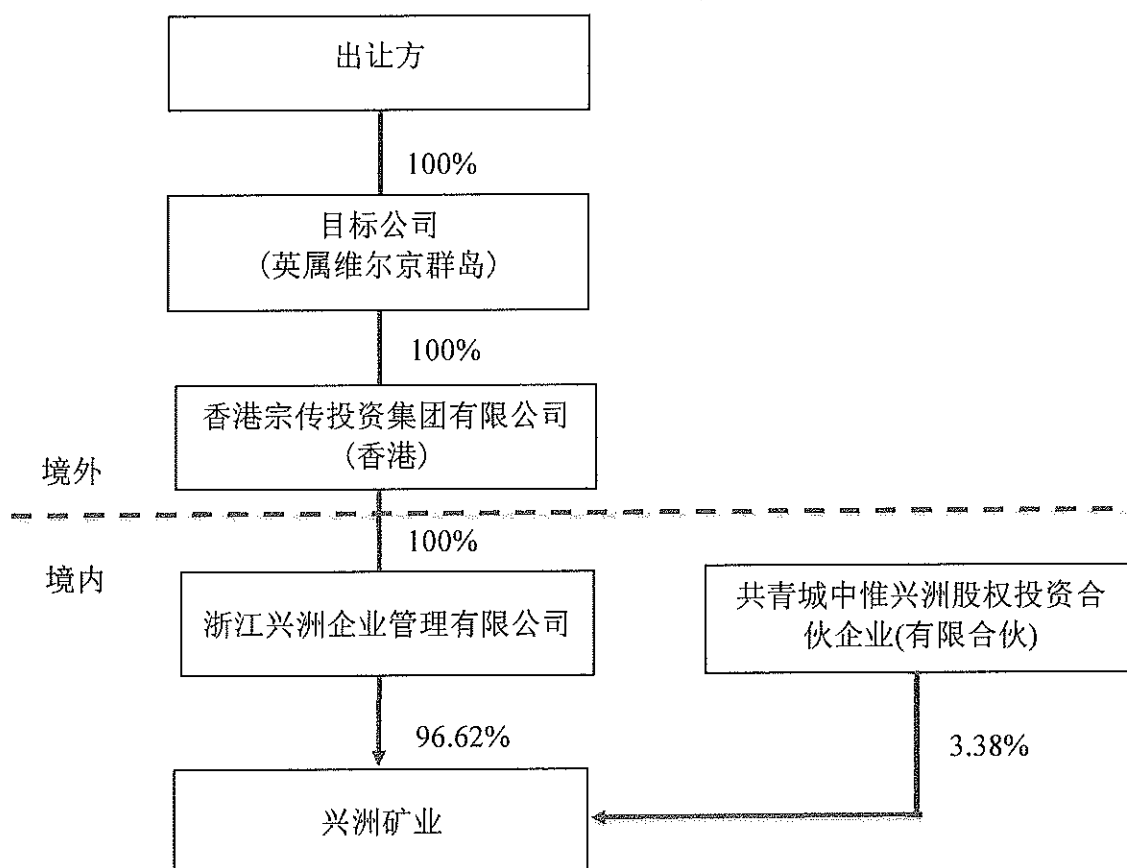 出让方
100%
目标公司
(英属维尔京群岛)
100%
香港宗传投资集团有限公司
(香港)
境外
100%
境内
浙江兴洲企业管理有限公司
共青城中惟兴洲股权投资合
伙企业(有限合伙)
96.62%
3.38%
兴洲矿业